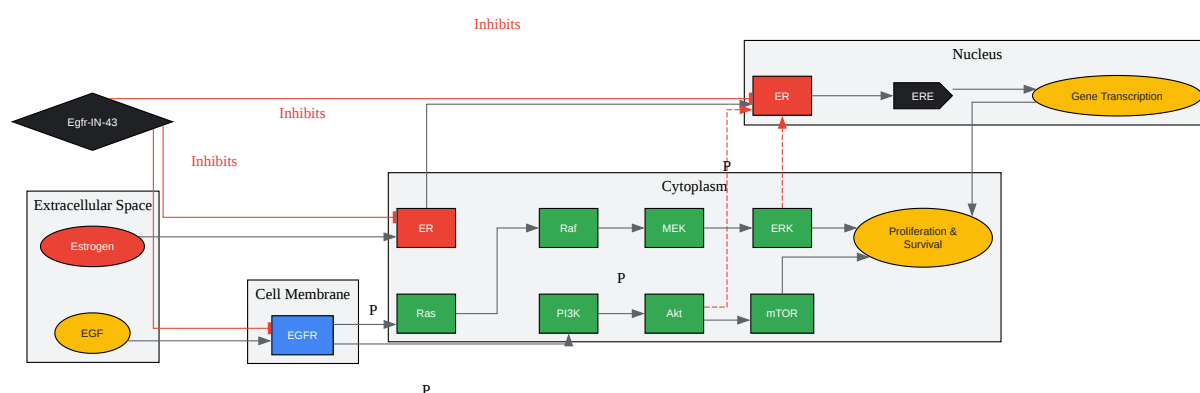 Inhibits
Nucleus
Egfr-IN-43
Inhibits
ER
ERE
Gene Transcription
Inhibits
P
Extracellular Space
Cytoplasm
Estrogen
ER
Raf
MEK
ERK
Proliferation &
Survival
Cell Membrane
P
EGF
EGFR
P
Ras
PI3K
Akt
mTOR
P